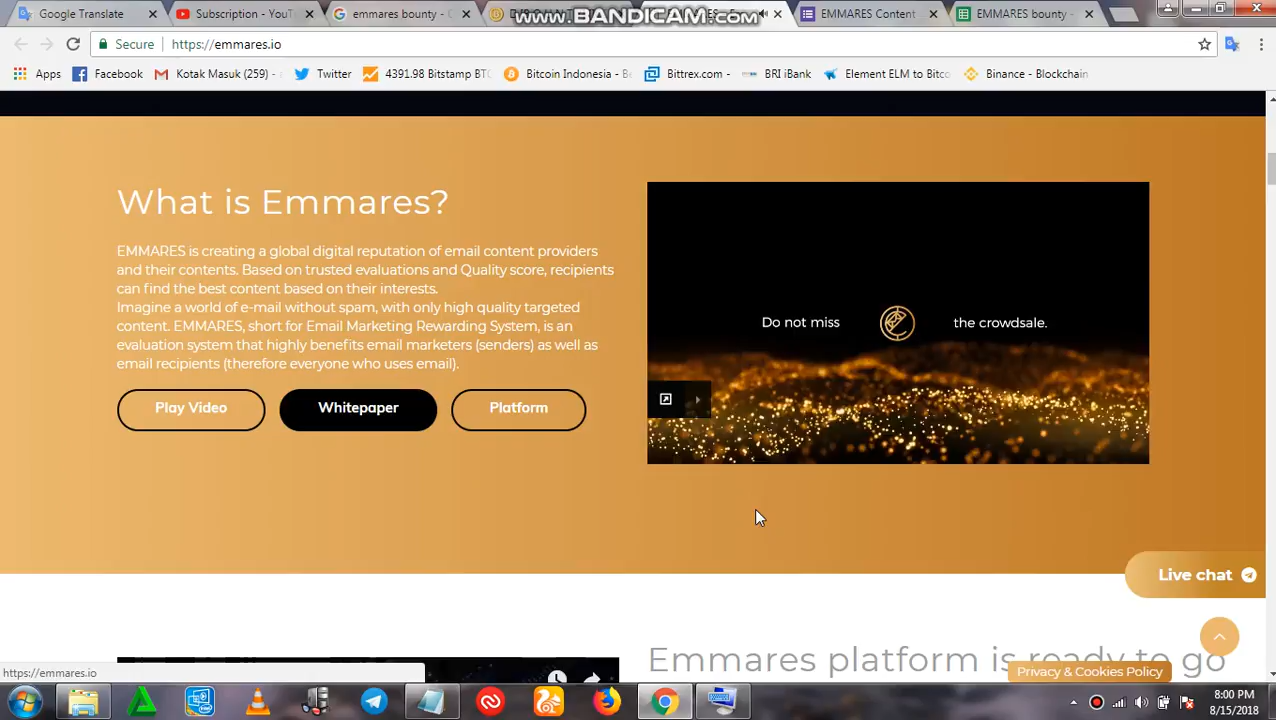 Google Translate
Subscription - YouT
emmares bounty - G
www.BANDICAM.com
EMMARES Content
EMMARES bounty -
Secure
https://emmares.io
Apps
Facebook
Kotak Masuk (259) -
Twitter
4391.98 Bitstamp BTC
Bitcoin Indonesia - Be
Bittrex.com -
BRI iBank
Element ELM to Bitco
Binance - Blockchain
What is Emmares?
EMMARES is creating a global digital reputation of email content providers
and their contents. Based on trusted evaluations and Quality score, recipients
can find the best content based on their interests.
Imagine a world of e-mail without spam, with only high quality targeted
content. EMMARES, short for Email Marketing Rewarding System, is an
evaluation system that highly benefits email marketers (senders) as well as
email recipients (therefore everyone who uses email).
Play Video
Whitepaper
Platform
Do not miss
the crowdsale.
Live chat
Emmares platform is ready to go
Privacy & Cookies Policy
https://emmares.io
8:00 PM
8/15/2018